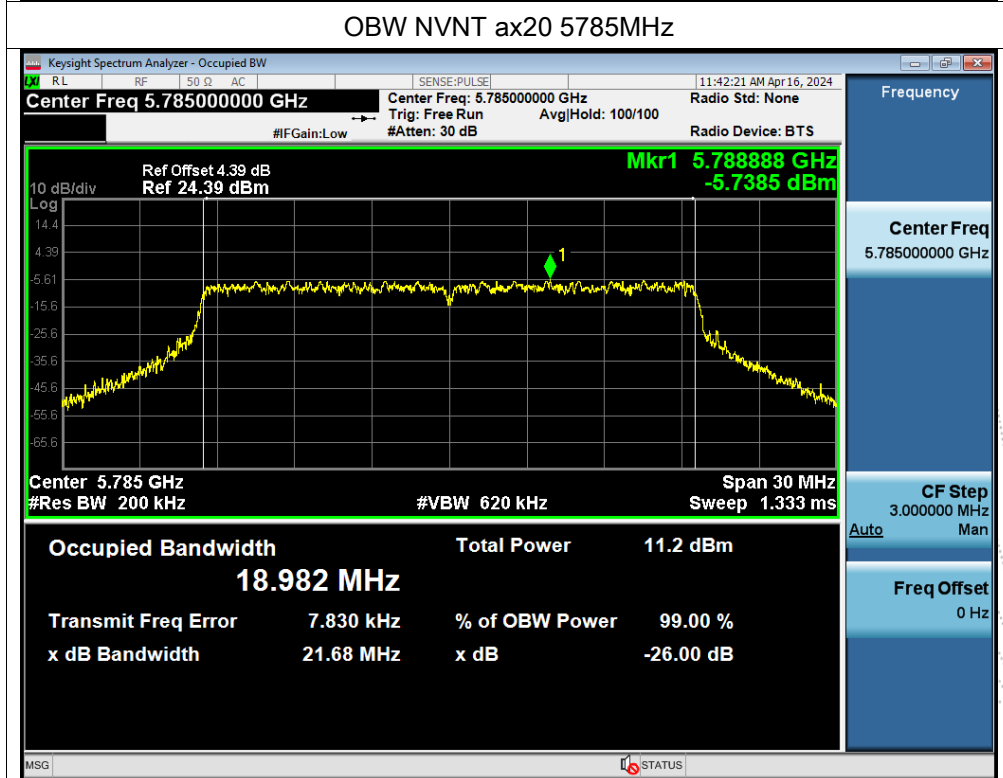 OBW NVNT ax20 5785MHz
Keysight Spectrum Analyzer - Occupied BW
LXI RL RF 50 Ω AC SENSE:PULSE 11:42:21 AM Apr 16, 2024
Center Freq 5.785000000 GHz
Center Freq: 5.785000000 GHz
Radio Std: None
Trig: Free Run Avg|Hold: 100/100
#IFGain:Low
#Atten: 30 dB
Radio Device: BTS
Frequency
Mkr1 5.788888 GHz
-5.7385 dBm
Ref Offset 4.39 dB
10 dB/div Ref 24.39 dBm
Log
14.4
4.39
-5.61
-15.6
-25.6
-35.6
-45.6
-55.6
-65.6
1
Center 5.785 GHz Span 30 MHz
#Res BW 200 kHz #VBW 620 kHz Sweep 1.333 ms
Occupied Bandwidth
18.982 MHz
Total Power 11.2 dBm
Transmit Freq Error 7.830 kHz % of OBW Power 99.00 %
x dB Bandwidth 21.68 MHz x dB -26.00 dB
Center Freq
5.785000000 GHz
CF Step
3.000000 MHz
Auto Man
Freq Offset
0 Hz
MSG STATUS